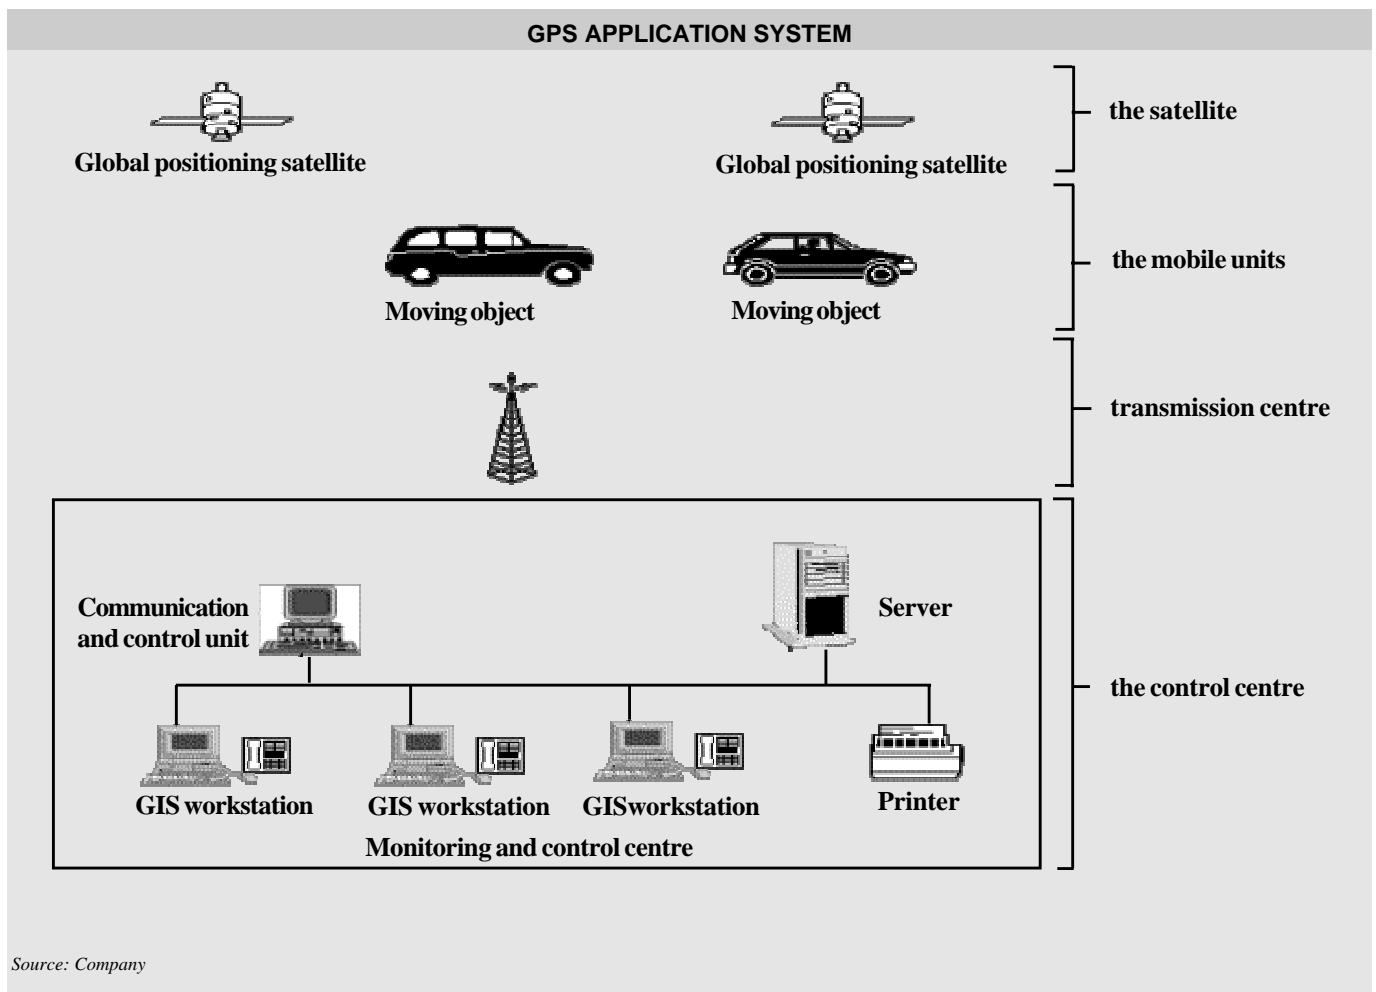 GPS APPLICATION SYSTEM
the satellite
Global positioning satellite
Global positioning satellite
the mobile units
Moving object
Moving object
transmission centre
Communication
and control unit
Server
the control centre
GIS workstation
GIS workstation
GISworkstation
Printer
Monitoring and control centre
Source: Company